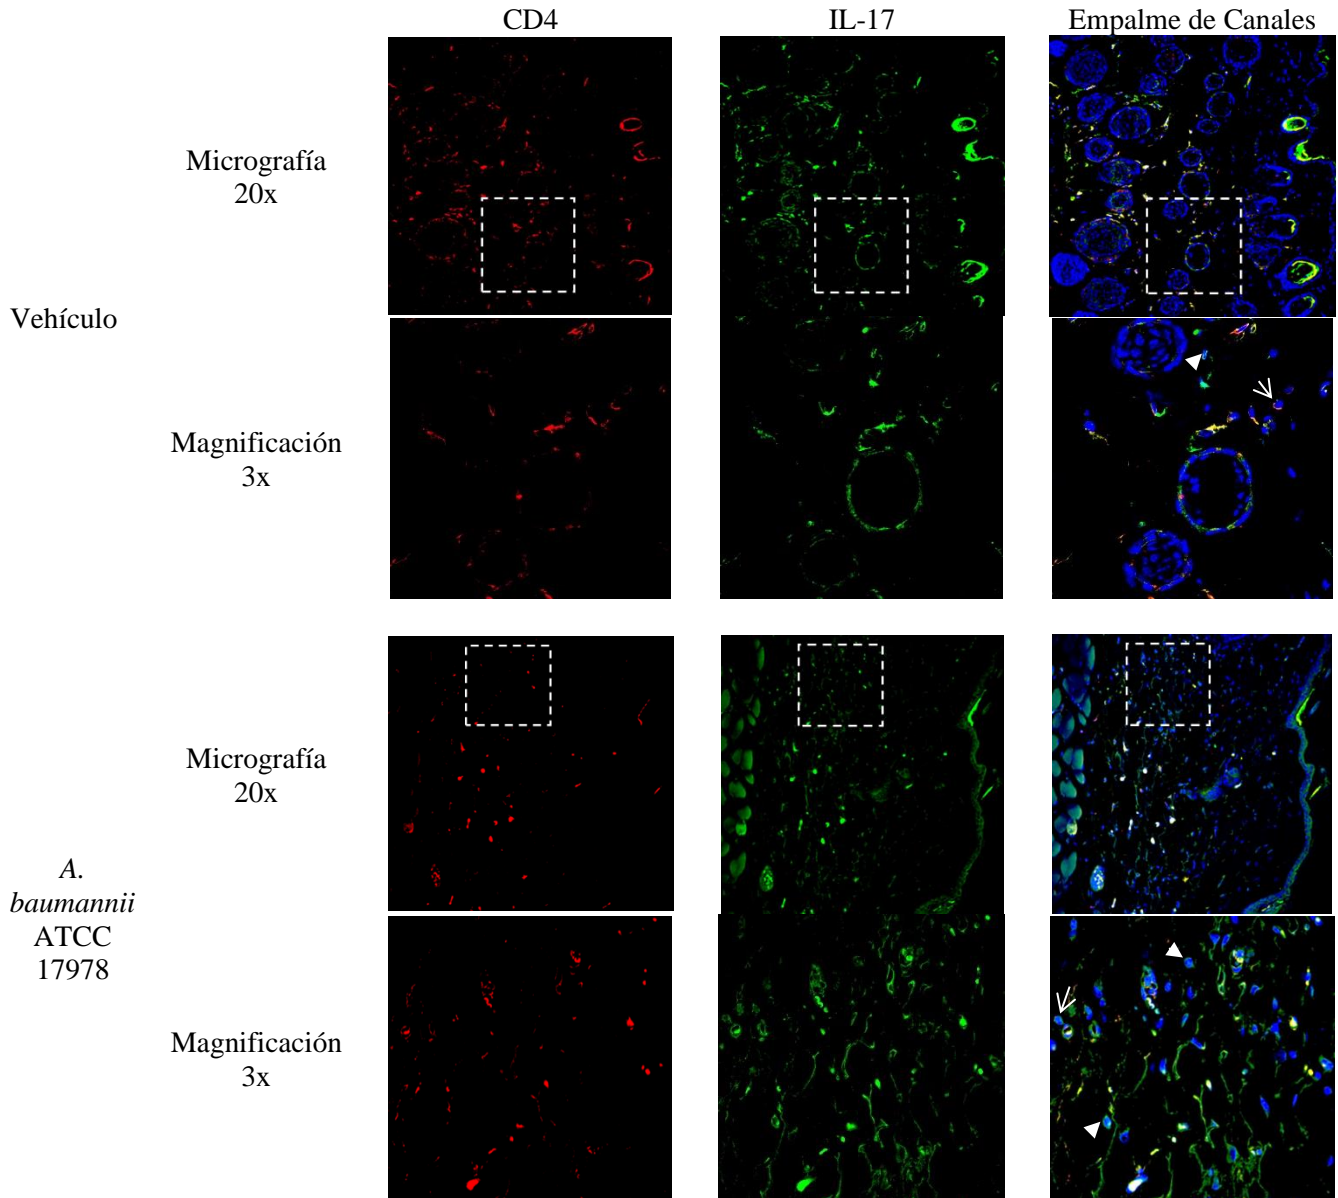 CD4
IL-17
Empalme de Canales
Micrografía
20x
Vehículo
Magnificación
3x
Micrografía
20x
A.
baumannii
ATCC
17978
Magnificación
3x